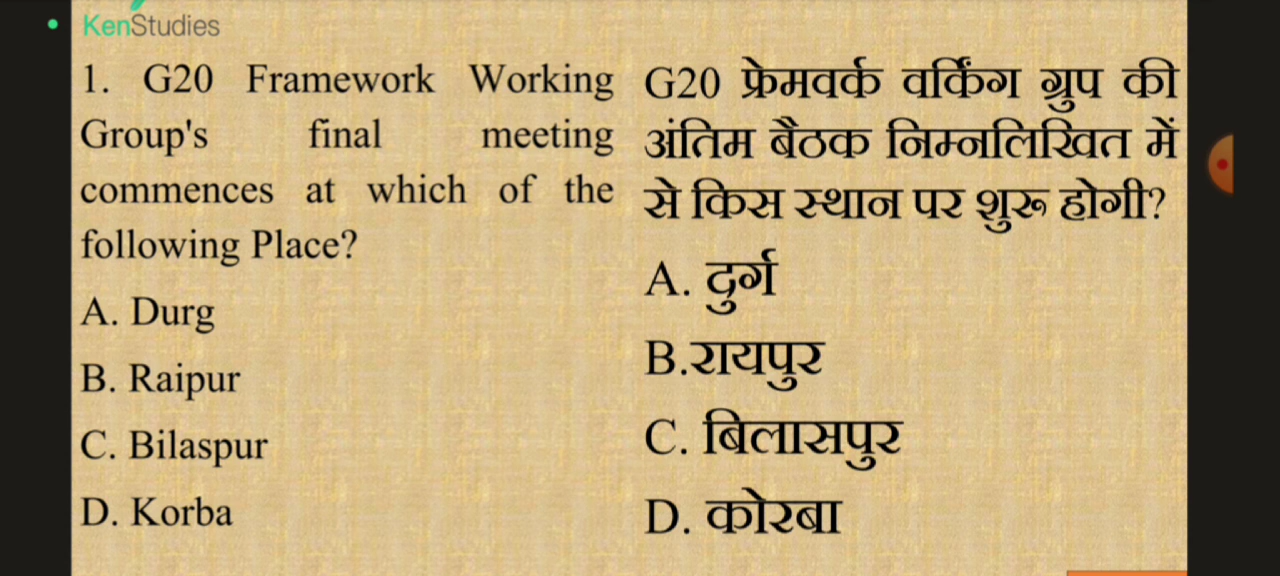 KenStudies
1. G20 Framework Working
Group's final meeting
commences at which of the
following Place?
A. Durg
B. Raipur
C. Bilaspur
D. Korba
G20 फ्रेमवर्क वर्किंग ग्रुप की
अंतिम बैठक निम्नलिखित में
से किस स्थान पर शुरू होगी?
A. दुर्ग
B.रायपुर
C. बिलासपुर
D. कोरबा